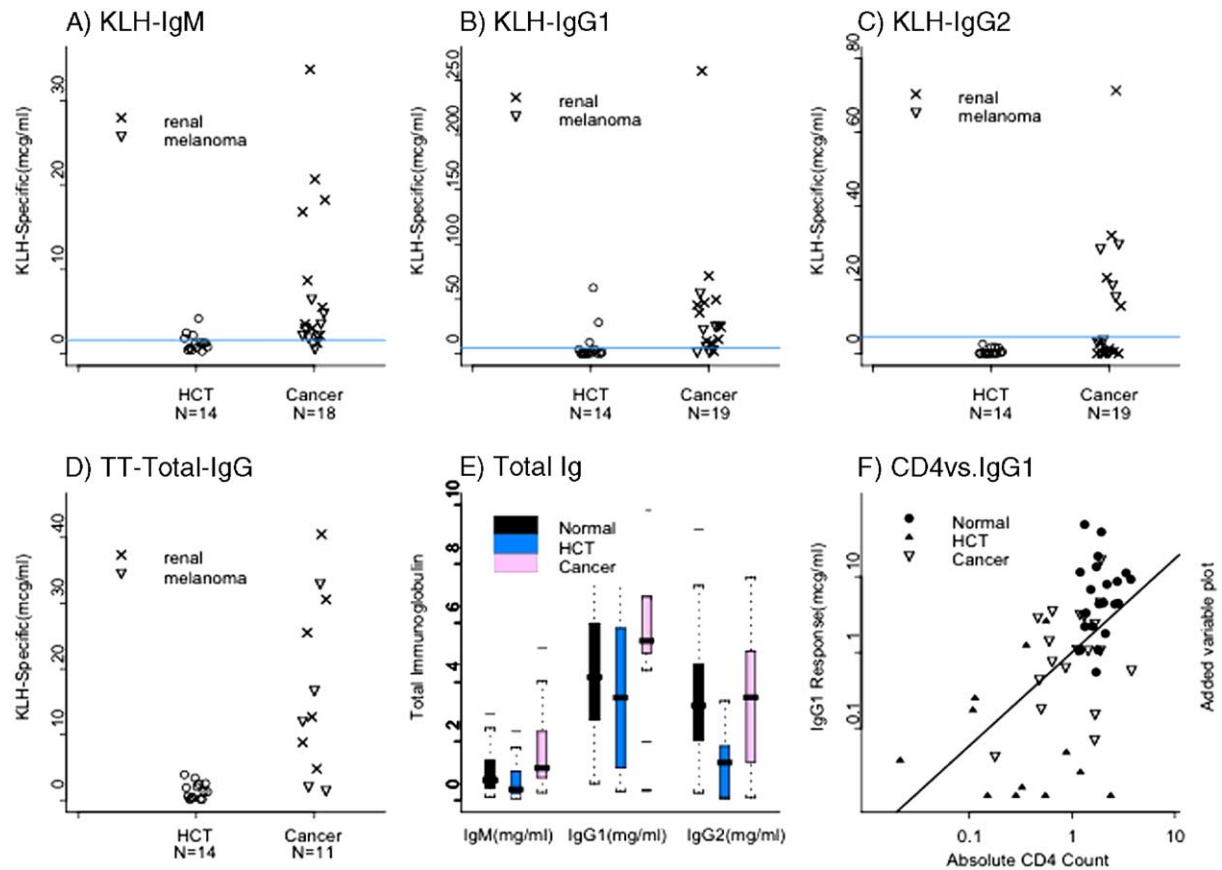 A) KLH-IgM
KLH-Specific(mcg/ml)
30
20
10
0
renal
melanoma
HCT
N=14
Cancer
N=18
B) KLH-IgG1
KLH-Specific(mcg/ml)
250
200
150
100
50
0
renal
melanoma
HCT
N=14
Cancer
N=19
C) KLH-IgG2
KLH-Specific(mcg/ml)
80
60
40
20
0
renal
melanoma
HCT
N=14
Cancer
N=19
D) TT-Total-IgG
KLH-Specific(mcg/ml)
40
30
20
10
0
renal
melanoma
HCT
N=14
Cancer
N=11
E) Total Ig
Total Immunoglobulin
10
8
6
4
2
0
Normal
HCT
Cancer
IgM(mg/ml)
IgG1(mg/ml)
IgG2(mg/ml)
F) CD4vs.IgG1
IgG1 Response(mcg/ml)
10
1
0.1
Normal
HCT
Cancer
0.1
1
10
Absolute CD4 Count
Added variable plot